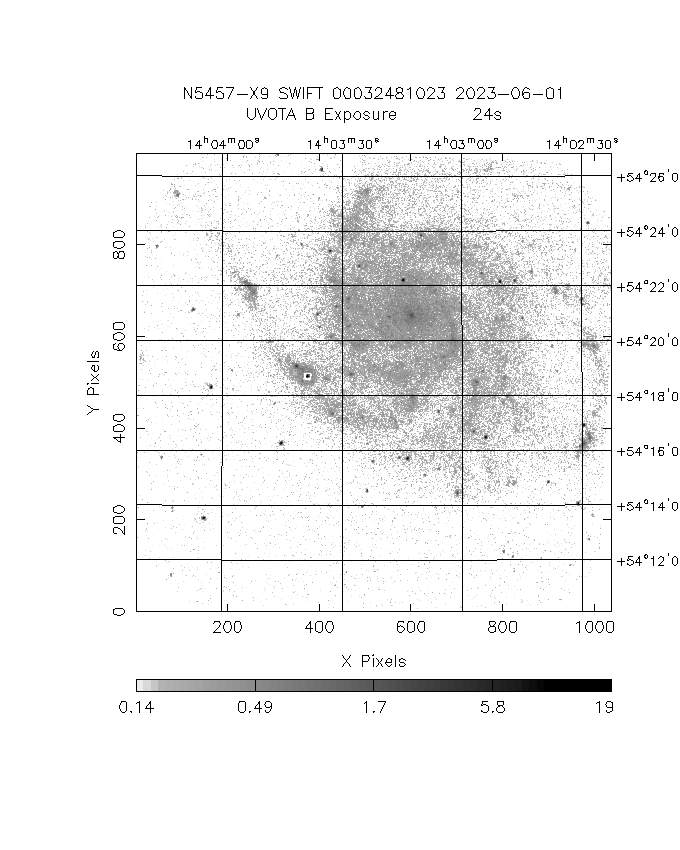 N5457-X9 SWIFT 00032481023 2023-06-01
UVOTA B Exposure 24s
14ʰ04ᵐ00ˢ 14ʰ03ᵐ30ˢ 14ʰ03ᵐ00ˢ 14ʰ02ᵐ30ˢ
+54°26'0
+54°24'0
800
+54°22'0
600
+54°20'0
Y Pixels
+54°18'0
400
+54°16'0
+54°14'0
200
+54°12'0
0
200 400 600 800 1000
X Pixels
0.14 0.49 1.7 5.8 19